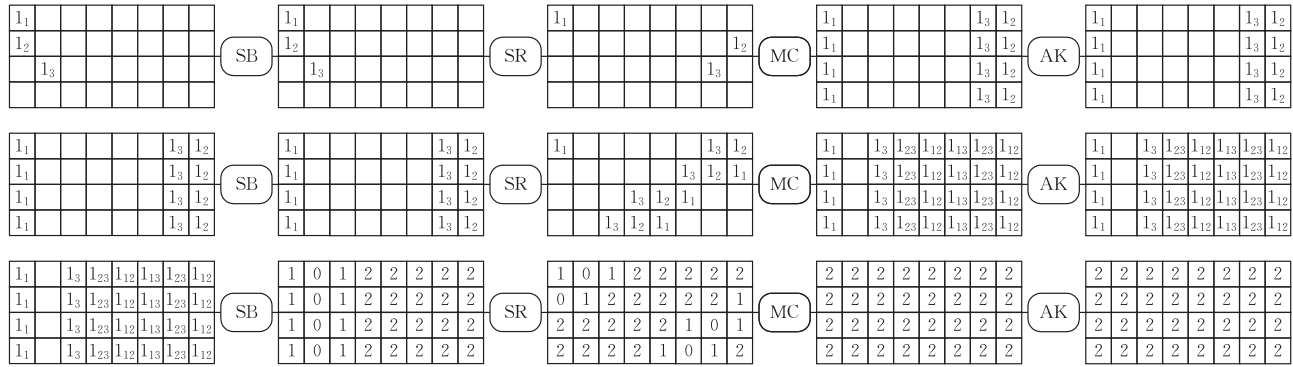 1₁ 1₁ 1₁ 1₁ 1₃ 1₂ 1₁ 1₃ 1₂
1₂ 1₂ 1₂ 1₁ 1₃ 1₂ 1₁ 1₃ 1₂
SB SR MC AK
1₃ 1₃ 1₃ 1₁ 1₃ 1₂ 1₁ 1₃ 1₂
1₁ 1₃ 1₂ 1₁ 1₃ 1₂
1₁ 1₃ 1₂ 1₁ 1₃ 1₂ 1₁ 1₃ 1₂ 1₁ 1₃ 1₂₃ 1₁₂ 1₁₃ 1₂₃ 1₁₂ 1₁ 1₃ 1₂₃ 1₁₂ 1₁₃ 1₂₃ 1₁₂
1₁ 1₃ 1₂ 1₁ 1₃ 1₂ 1₃ 1₂ 1₁ 1₁ 1₃ 1₂₃ 1₁₂ 1₁₃ 1₂₃ 1₁₂ 1₁ 1₃ 1₂₃ 1₁₂ 1₁₃ 1₂₃ 1₁₂
SB SR MC AK
1₁ 1₃ 1₂ 1₁ 1₃ 1₂ 1₃ 1₂ 1₁ 1₁ 1₃ 1₂₃ 1₁₂ 1₁₃ 1₂₃ 1₁₂ 1₁ 1₃ 1₂₃ 1₁₂ 1₁₃ 1₂₃ 1₁₂
1₁ 1₃ 1₂ 1₁ 1₃ 1₂ 1₃ 1₂ 1₁ 1₁ 1₃ 1₂₃ 1₁₂ 1₁₃ 1₂₃ 1₁₂ 1₁ 1₃ 1₂₃ 1₁₂ 1₁₃ 1₂₃ 1₁₂
1₁ 1₃ 1₂₃ 1₁₂ 1₁₃ 1₂₃ 1₁₂ 1 0 1 2 2 2 2 2 1 0 1 2 2 2 2 2 2 2 2 2 2 2 2 2 2 2 2 2 2 2 2 2
1₁ 1₃ 1₂₃ 1₁₂ 1₁₃ 1₂₃ 1₁₂ 1 0 1 2 2 2 2 2 0 1 2 2 2 2 2 1 2 2 2 2 2 2 2 2 2 2 2 2 2 2 2 2
SB SR MC AK
1₁ 1₃ 1₂₃ 1₁₂ 1₁₃ 1₂₃ 1₁₂ 1 0 1 2 2 2 2 2 2 2 2 2 2 1 0 1 2 2 2 2 2 2 2 2 2 2 2 2 2 2 2 2
1₁ 1₃ 1₂₃ 1₁₂ 1₁₃ 1₂₃ 1₁₂ 1 0 1 2 2 2 2 2 2 2 2 2 1 0 1 2 2 2 2 2 2 2 2 2 2 2 2 2 2 2 2 2